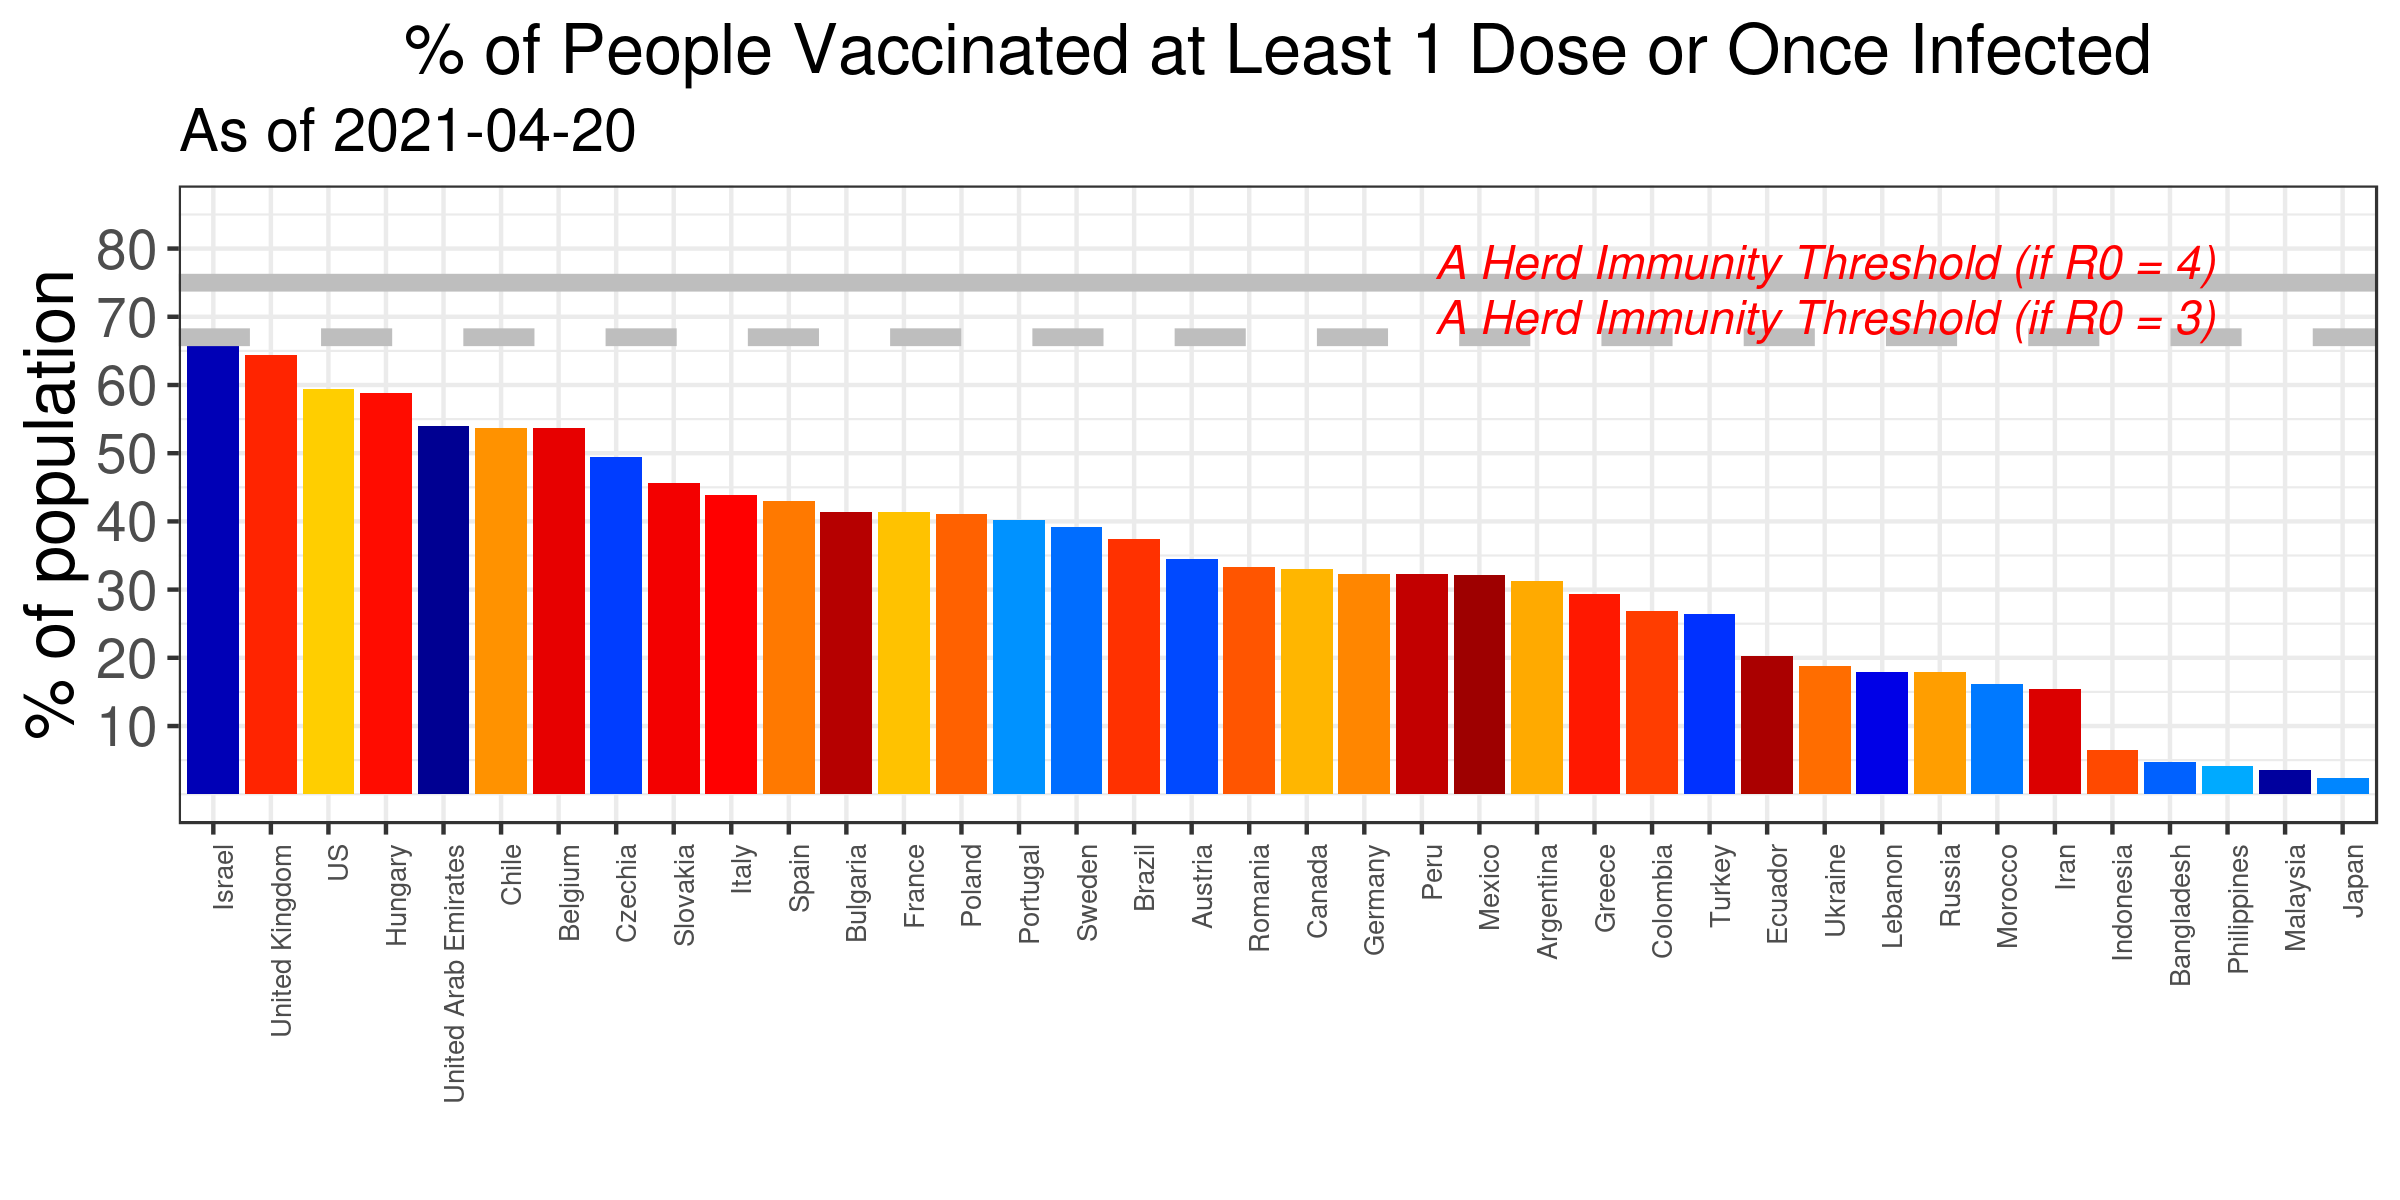 % of People Vaccinated at Least 1 Dose or Once Infected
As of 2021-04-20
% of population
80
70
60
50
40
30
20
10
A Herd Immunity Threshold (if R0 = 4)
A Herd Immunity Threshold (if R0 = 3)
Israel
United Kingdom
US
Hungary
United Arab Emirates
Chile
Belgium
Czechia
Slovakia
Italy
Spain
Bulgaria
France
Poland
Portugal
Sweden
Brazil
Austria
Romania
Canada
Germany
Peru
Mexico
Argentina
Greece
Colombia
Turkey
Ecuador
Ukraine
Lebanon
Russia
Morocco
Iran
Indonesia
Bangladesh
Philippines
Malaysia
Japan